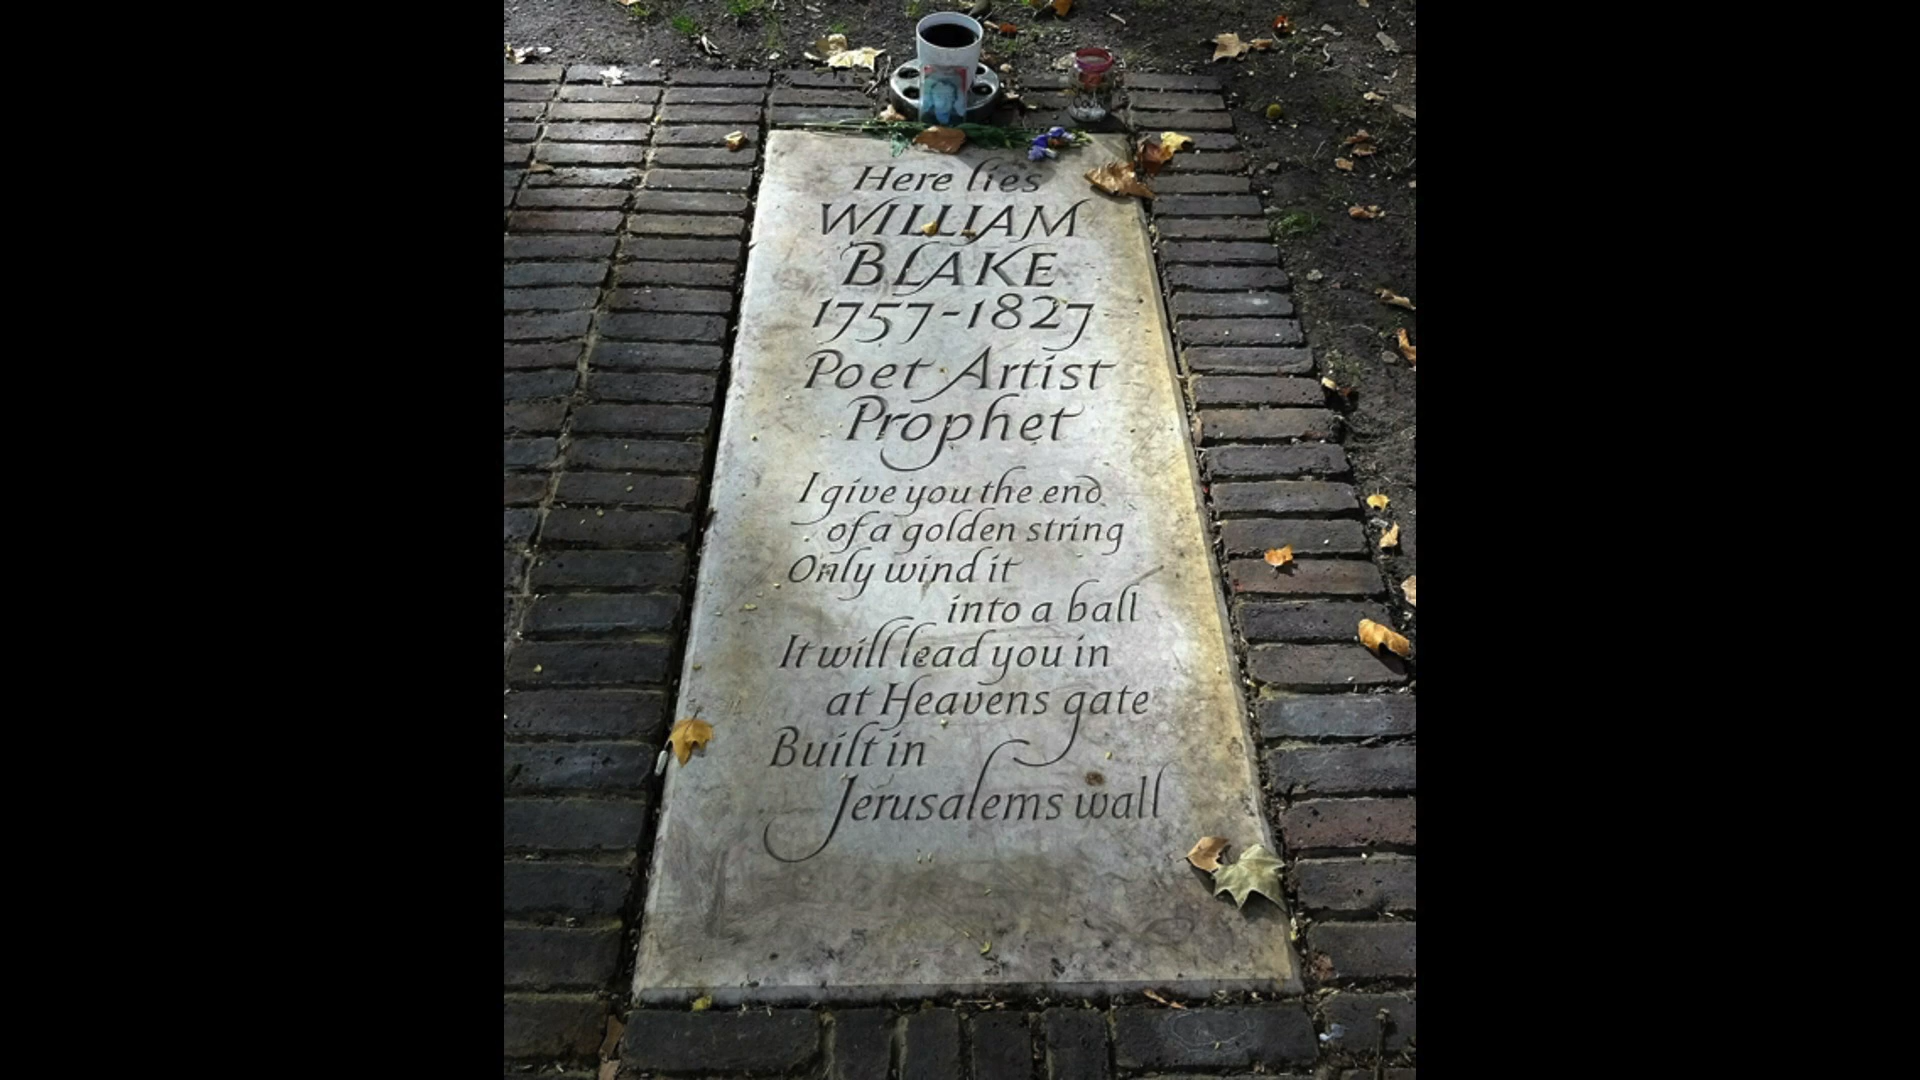 Here lies
WILLIAM
BLAKE
1757-1827
Poet Artist
Prophet
I give you the end
of a golden string
Only wind it
into a ball
It will lead you in
at Heavens gate
Built in
Jerusalems wall